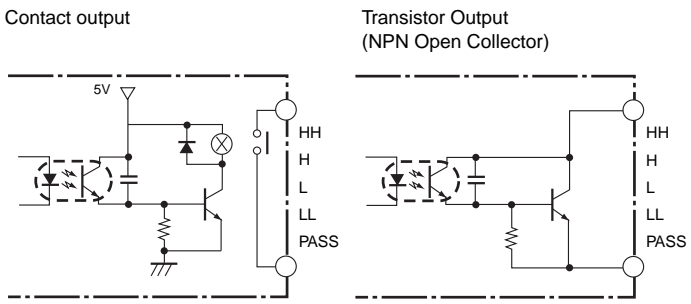 Contact output
Transistor Output
(NPN Open Collector)
5V
HH
H
L
LL
PASS
HH
H
L
LL
PASS